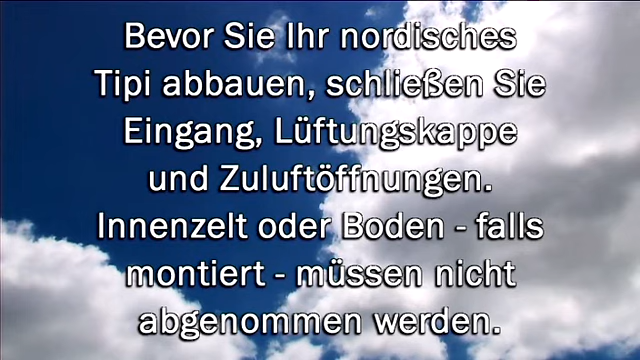 Bevor Sie Ihr nordisches
Tipi abbauen, schließen Sie
Eingang, Lüftungskappe
und Zuluftöffnungen.
Innenzelt oder Boden - falls
montiert - müssen nicht
abgenommen werden.